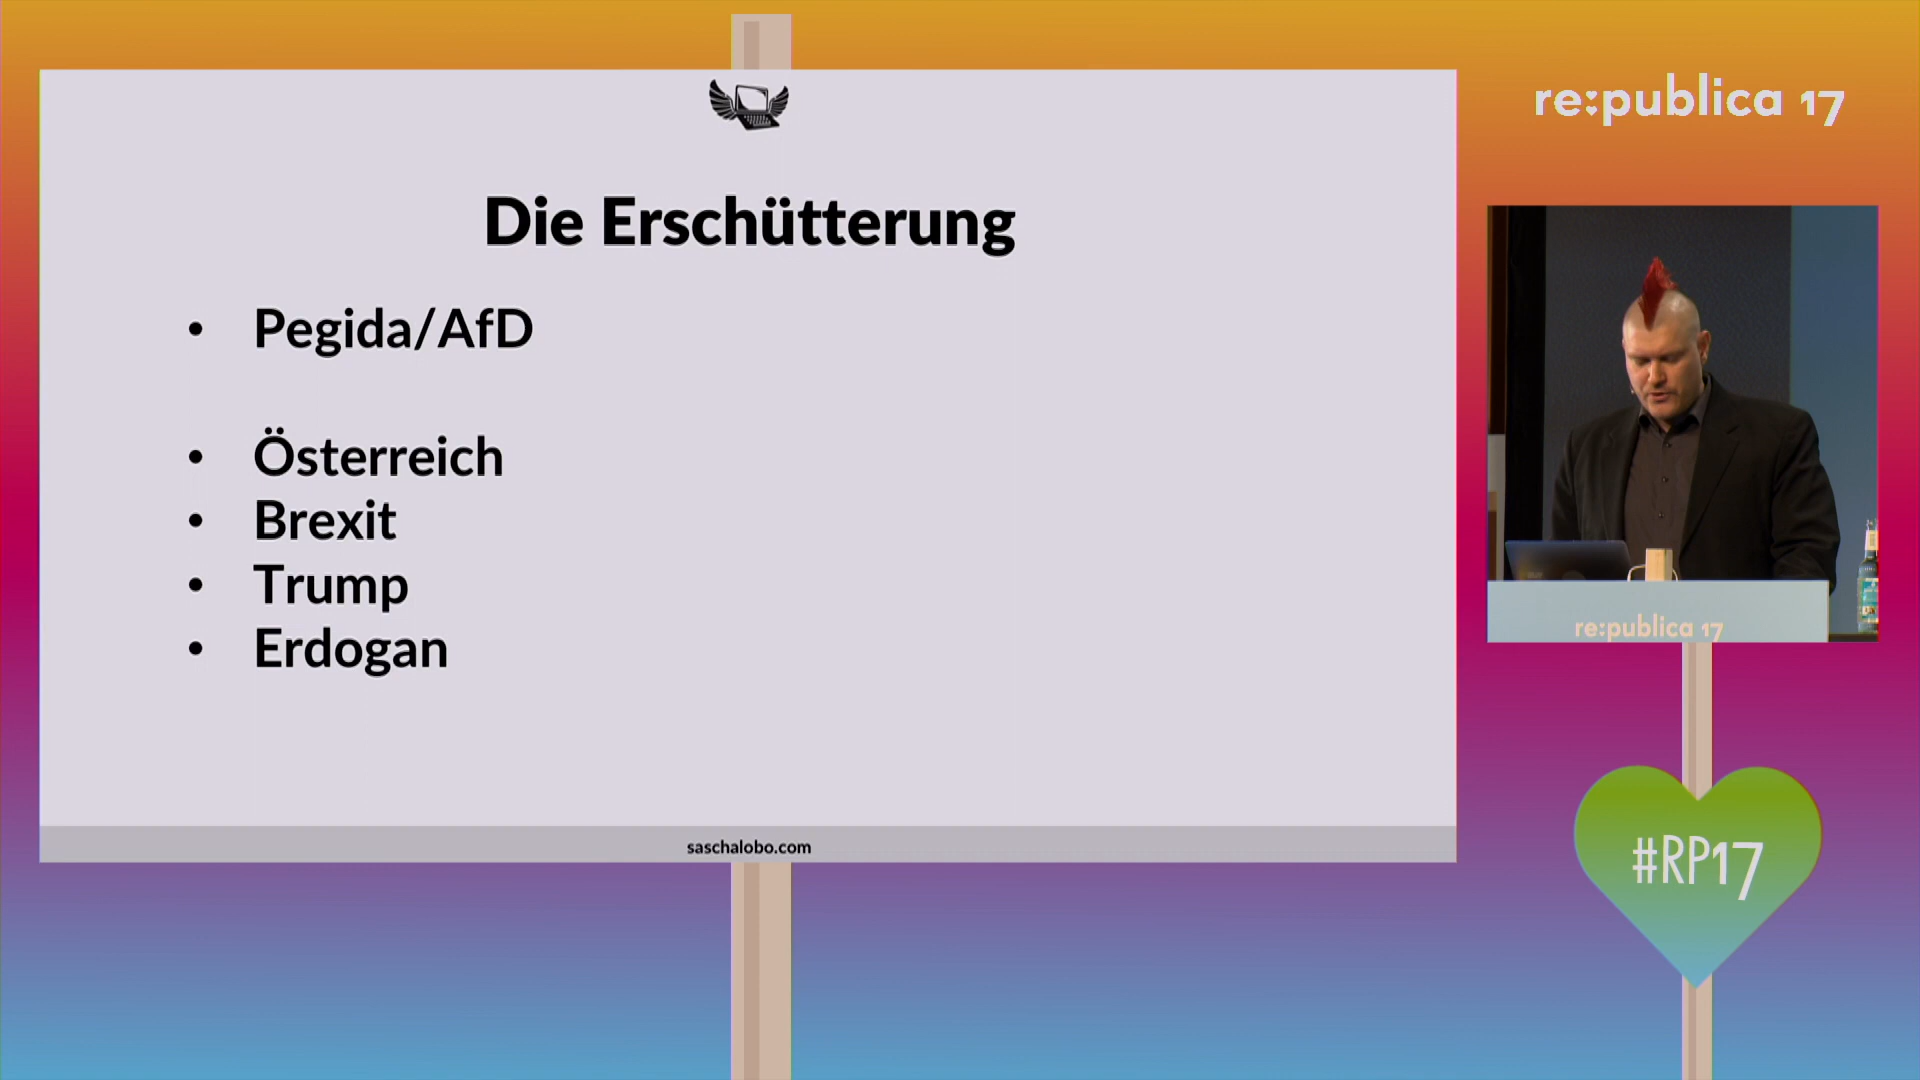 Die Erschütterung
• Pegida/AfD
• Österreich
• Brexit
• Trump
• Erdogan
saschalobo.com
re:publica 17
re:publica 17
#RP17